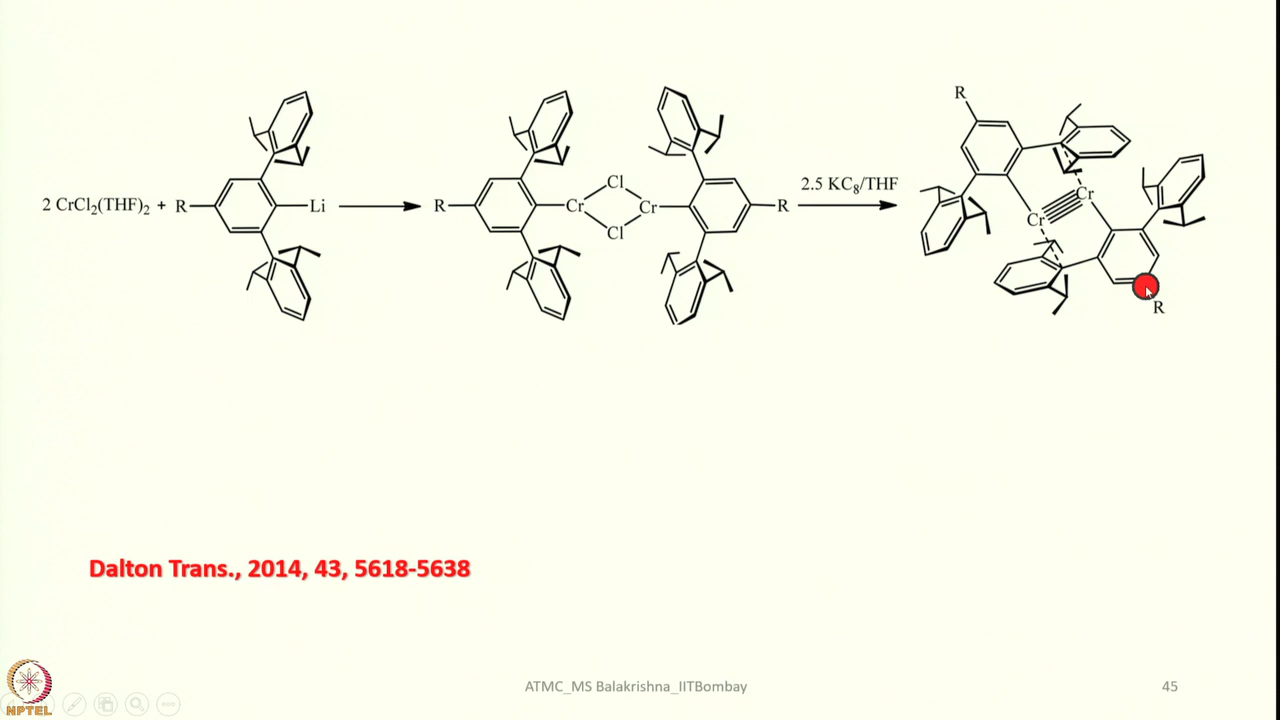 2 CrCl₂(THF)₂ + R Li
R Cr Cl Cl Cr R
2.5 KC₈/THF
R Cr Cr R
Dalton Trans., 2014, 43, 5618-5638
NPTEL
ATMC_MS Balakrishna_IITBombay
45